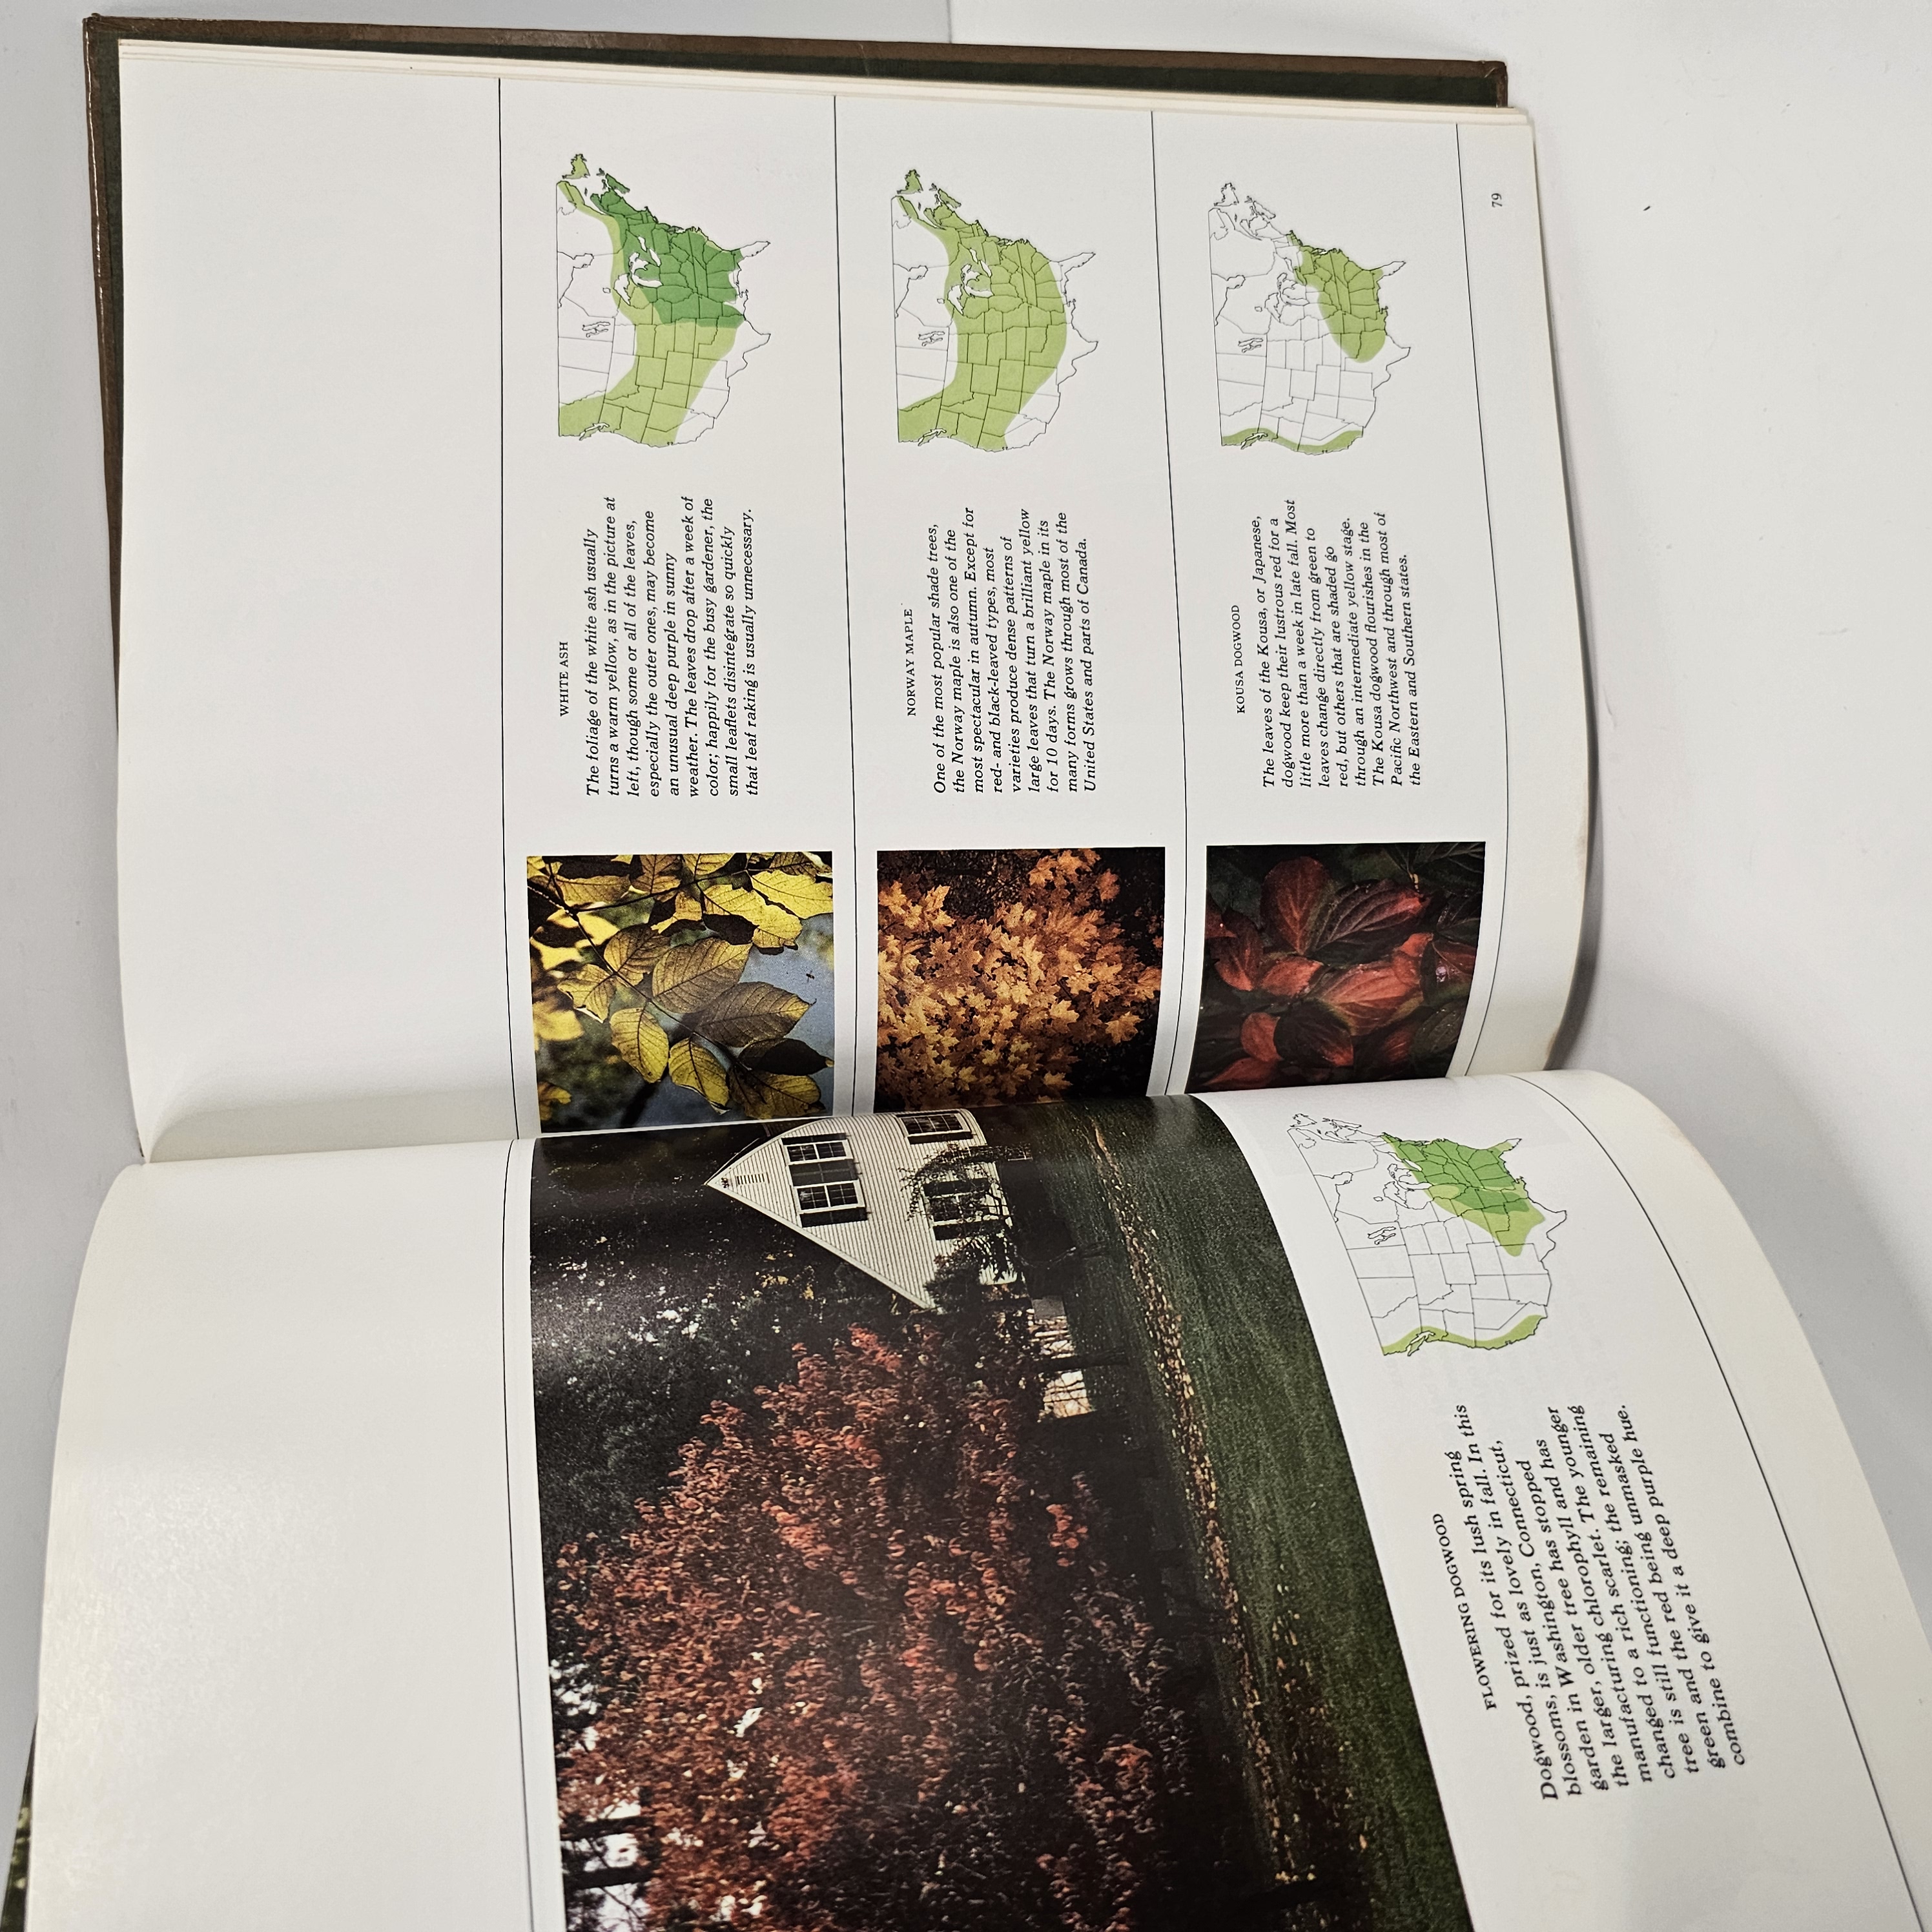 FLOWERING DOGWOOD
Dogwood, prized for its lush spring
blossoms, is just as lovely in fall. In this
garden in Washington, Connecticut,
the larger, older tree has stopped
manufacturing chlorophyll and has
changed to a rich scarlet. The younger
tree is still functioning; the remaining
green and the red being unmasked
combine to give it a deep purple hue.
WHITE ASH
The foliage of the white ash usually
turns a warm yellow, as in the picture at
left, though some or all of the leaves,
especially the outer ones, may become
an unusual deep purple in sunny
weather. The leaves drop after a week of
color; happily for the busy gardener, the
small leaflets disintegrate so quickly
that leaf raking is usually unnecessary.
NORWAY MAPLE
One of the most popular shade trees,
the Norway maple is also one of the
most spectacular in autumn. Except for
red- and black-leaved types, most
varieties produce dense patterns of
large leaves that turn a brilliant yellow
for 10 days. The Norway maple in its
many forms grows through most of the
United States and parts of Canada.
KOUSA DOGWOOD
The leaves of the Kousa, or Japanese,
dogwood keep their lustrous red for a
little more than a week in late fall. Most
leaves change directly from green to
red, but others that are shaded go
through an intermediate yellow stage.
The Kousa dogwood flourishes in the
Pacific Northwest and through most of
the Eastern and Southern states.
79